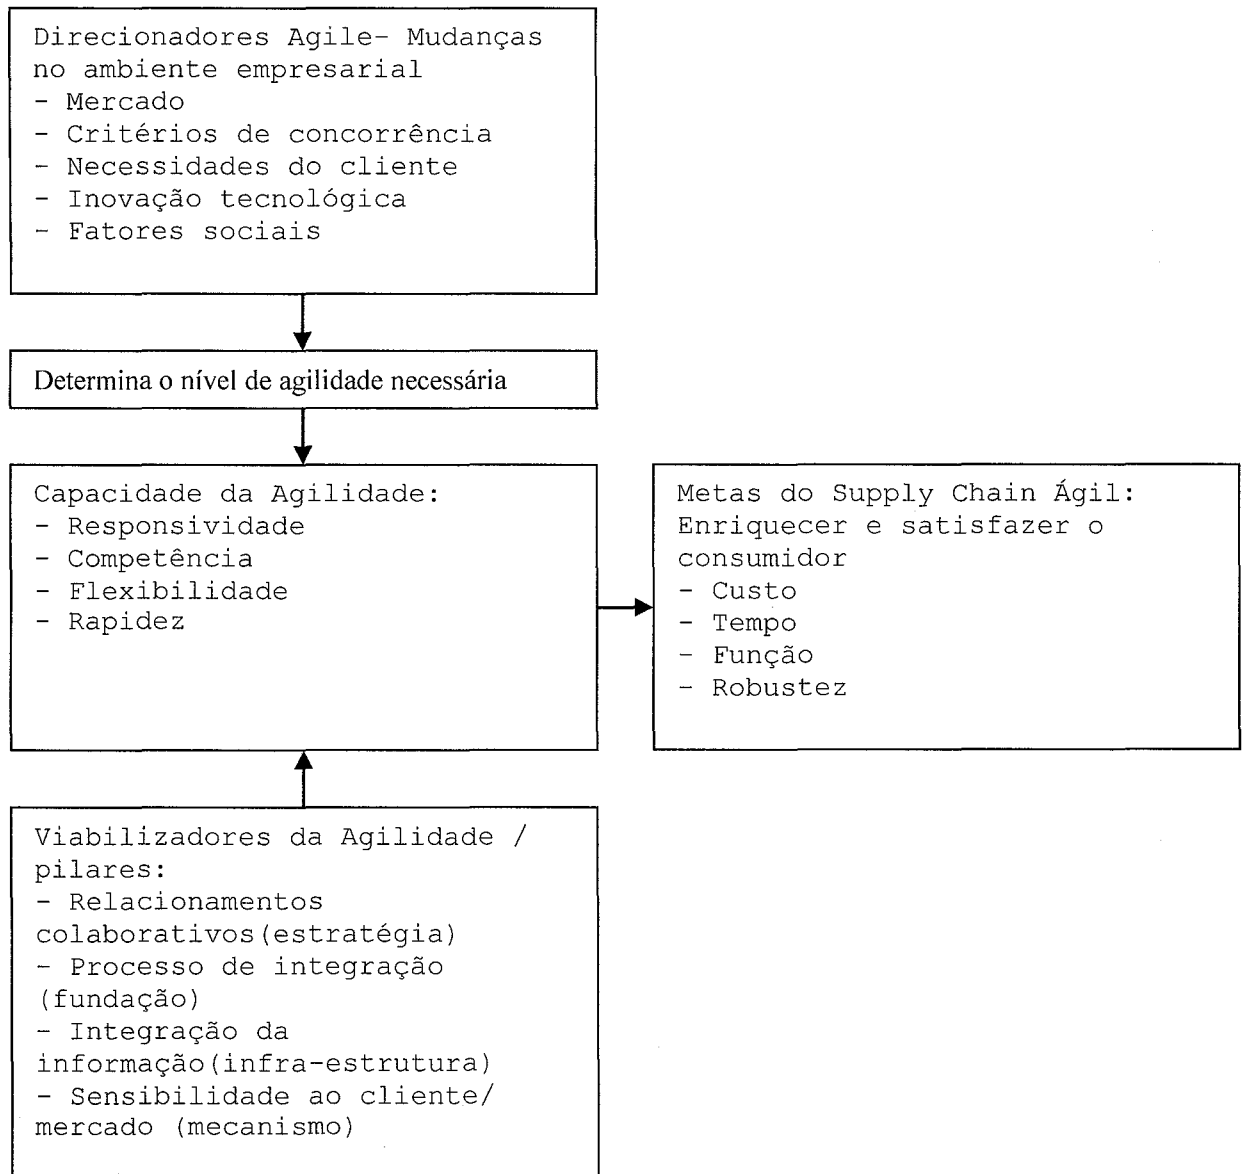 Direcionadores Agile- Mudanças
no ambiente empresarial
- Mercado
- Critérios de concorrência
- Necessidades do cliente
- Inovação tecnológica
- Fatores sociais
Determina o nível de agilidade necessária
Capacidade da Agilidade:
- Responsividade
- Competência
- Flexibilidade
- Rapidez
Metas do Supply Chain Ágil:
Enriquecer e satisfazer o
consumidor
- Custo
- Tempo
- Função
- Robustez
Viabilizadores da Agilidade /
pilares:
- Relacionamentos
colaborativos(estratégia)
- Processo de integração
(fundação)
- Integração da
informação(infra-estrutura)
- Sensibilidade ao cliente/
mercado (mecanismo)